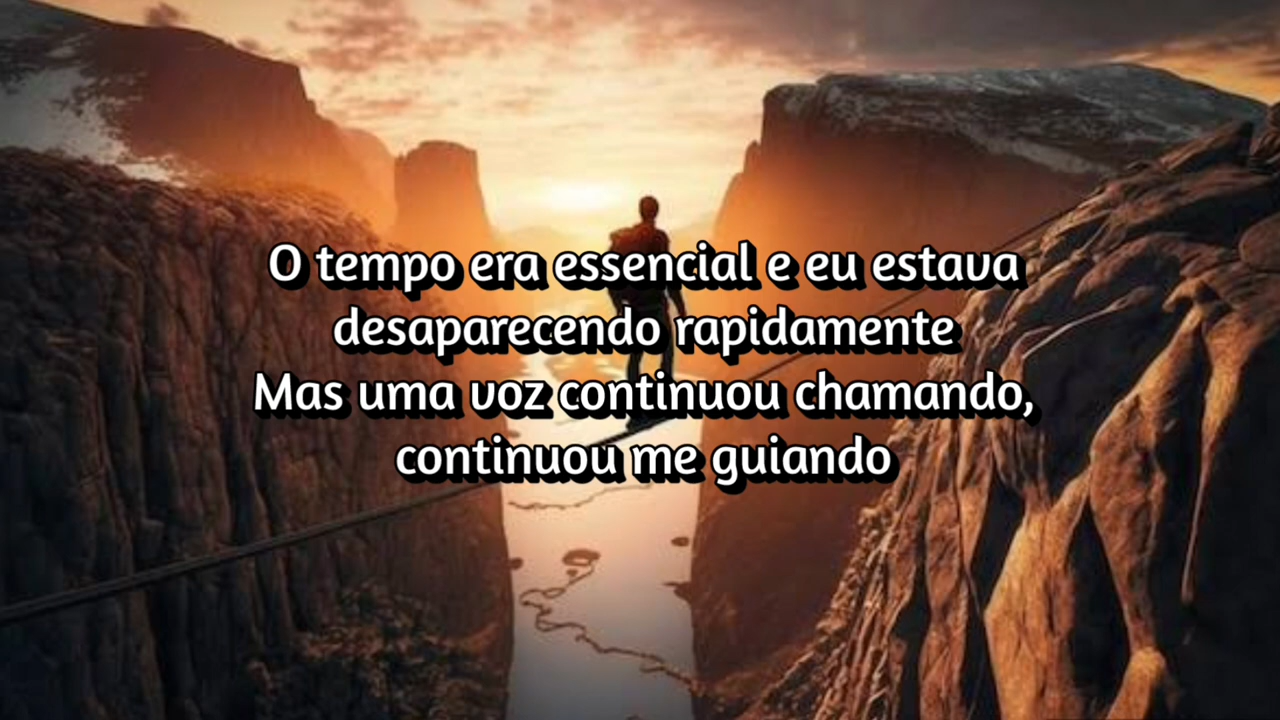 O tempo era essencial e eu estava
desaparecendo rapidamente
Mas uma voz continuou chamando,
continuou me guiando